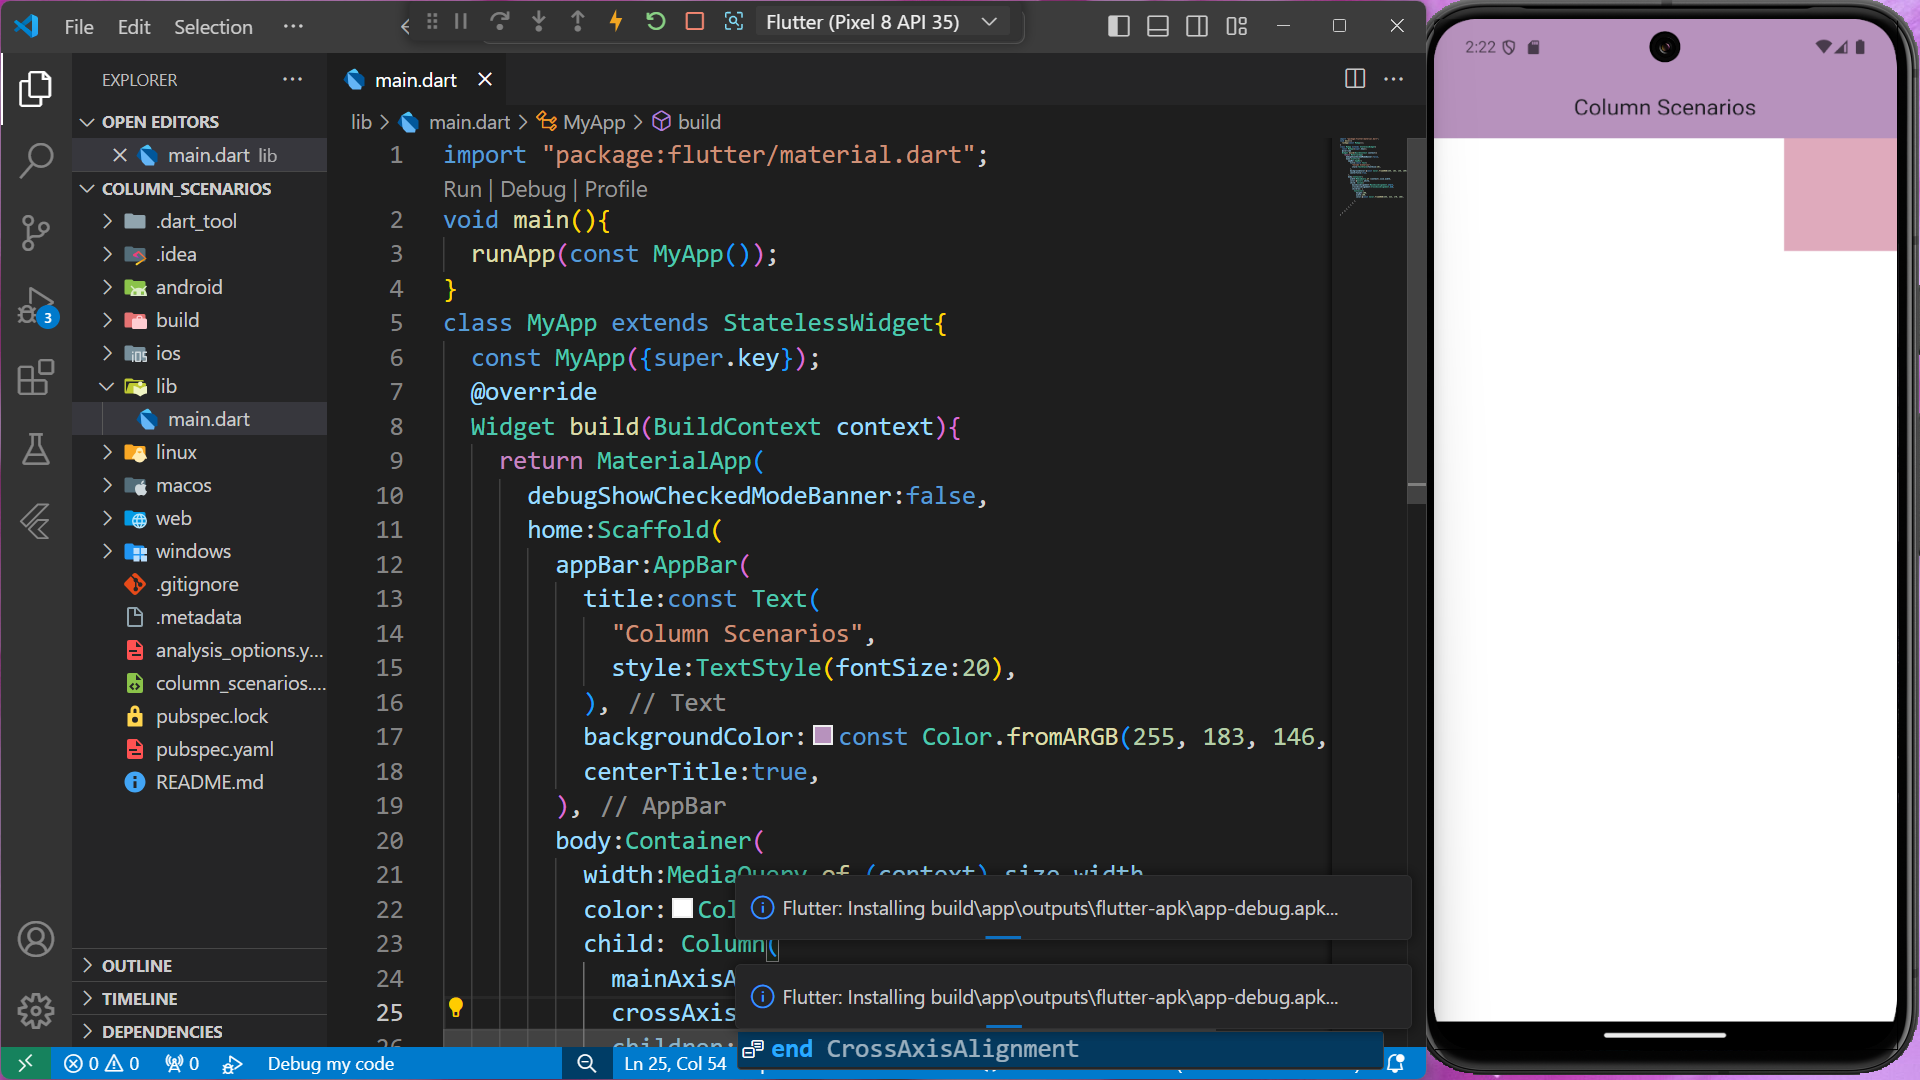 File Edit Selection ···
Flutter (Pixel 8 API 35)
EXPLORER
OPEN EDITORS
main.dart lib
COLUMN_SCENARIOS
.dart_tool
.idea
android
build
ios
lib
main.dart
linux
macos
web
windows
.gitignore
.metadata
analysis_options.y...
column_scenarios....
pubspec.lock
pubspec.yaml
README.md
OUTLINE
TIMELINE
DEPENDENCIES
main.dart
lib > main.dart > MyApp > build
1 import "package:flutter/material.dart";
Run | Debug | Profile
2 void main(){
3 runApp(const MyApp());
4 }
5 class MyApp extends StatelessWidget{
6 const MyApp({super.key});
7 @override
8 Widget build(BuildContext context){
9 return MaterialApp(
10 debugShowCheckedModeBanner:false,
11 home:Scaffold(
12 appBar:AppBar(
13 title:const Text(
14 "Column Scenarios",
15 style:TextStyle(fontSize:20),
16 ), // Text
17 backgroundColor: const Color.fromARGB(255, 183, 146,
18 centerTitle:true,
19 ), // AppBar
20 body:Container(
21 width:MediaQuery.of (context).size.width
22 color: Col
23 child: Column(
24 mainAxisA
25 crossAxis
26 children:
Flutter: Installing build\app\outputs\flutter-apk\app-debug.apk...
Flutter: Installing build\app\outputs\flutter-apk\app-debug.apk...
end CrossAxisAlignment
3
0 0 0 Debug my code Ln 25, Col 54
2:22
Column Scenarios